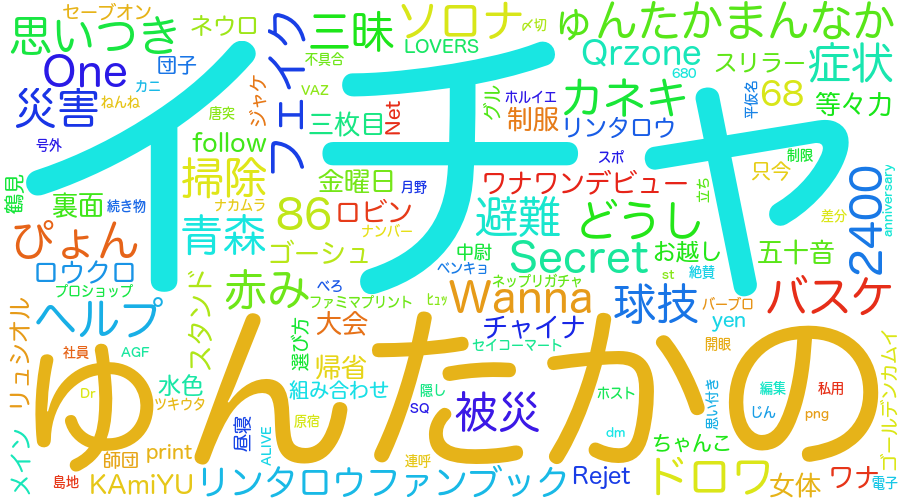 セーブオン
ネウロ
ソロナ
〆切
ゅんたかまんなか
思いつき
三昧
LOVERS
Qrzone
スリラー
症状
One
団子
カニ
不具合
VAZ
680
災害
ねんね
ジャケ
フェイク
グル
ホルイエ
カネキ
平仮名
68
等々力
唐突
三枚目
Net
制服
リンタロウ
号外
follow
イチャ
スポ
制限
掃除
金曜日
月野
ワナワンデビュー
只今
鶴見
裏面
続き物
ナカムラ
86
ロビン
避難
どうし
立ち
2400
anniversary
ぴょん
青森
ナンバー
差分
ゴーシュ
中尉
Secret
お越し
五十音
ロウクロ
ベンキョ
絶賛
プロショップ
スタンド
赤み
べろ
ネップリガチャ
st
ファミマプリント
ヒュッ
Wanna
球技
バープロ
バスケ
ヘルプ
リュシオル
選び方
大会
チャイナ
yen
社員
AGF
セイコーマート
開眼
ゴールデンカムイ
ゅんたかの
水色
帰省
組み合わせ
隠し
ホスト
思い付き
編集
私用
Dr
ツキウタ
SQ
被災
じん
png
メイン
昼寝
原宿
ALIVE
dm
ちゃんこ
師団
print
連呼
島地
KAmiYU
リンタロウファンブック
Rejet
ドロワ
女体
ワナ
電子